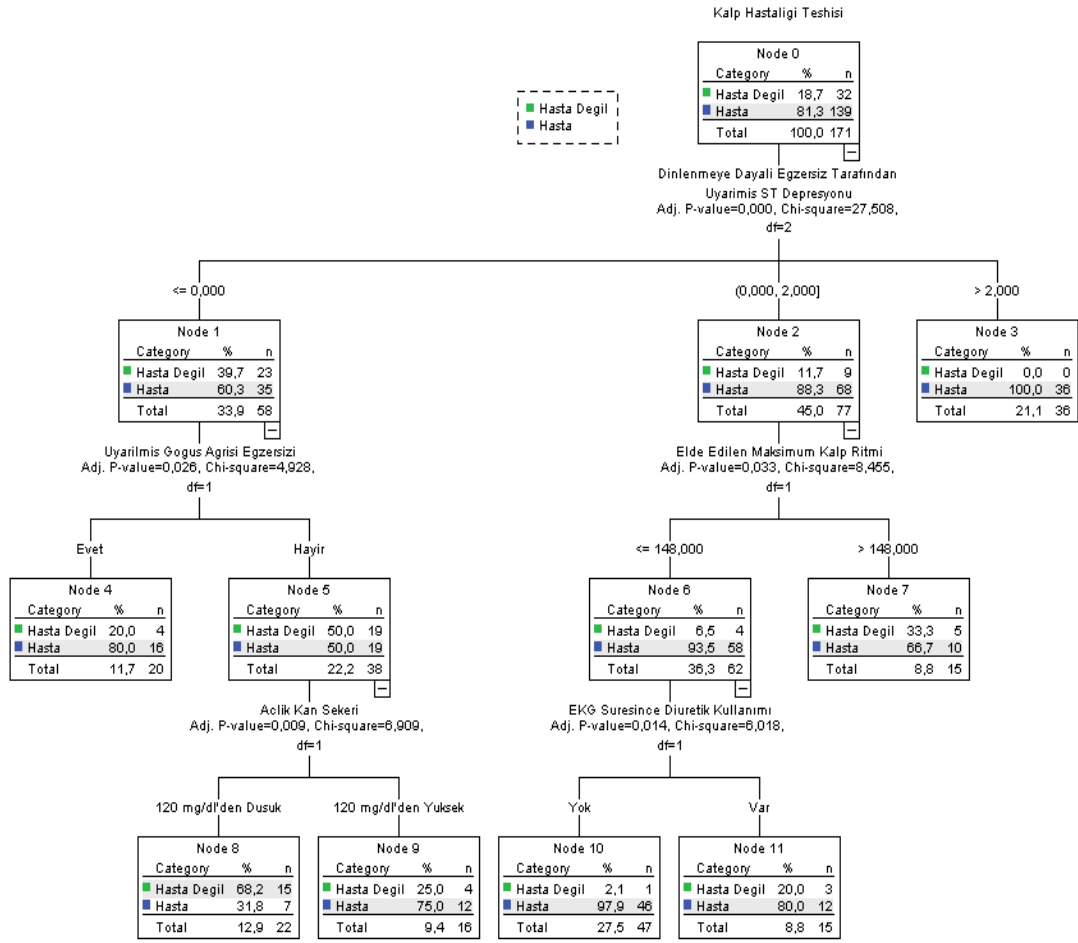 Kalp Hastaligi Teshisi
Node 0
Category % n
Hasta Degil 18,7 32
Hasta 81,3 139
Total 100,0 171
Hasta Degil
Hasta
Dinlenmeye Dayali Egzersiz Tarafından
Uyarimis ST Depresyonu
Adj. P-value=0,000, Chi-square=27,508,
df=2
<= 0,000
(0,000, 2,000]
> 2,000
Node 1
Category % n
Hasta Degil 39,7 23
Hasta 60,3 35
Total 33,9 58
Node 2
Category % n
Hasta Degil 11,7 9
Hasta 88,3 68
Total 45,0 77
Node 3
Category % n
Hasta Degil 0,0 0
Hasta 100,0 36
Total 21,1 36
Uyarilmis Gogus Agrisi Egzersizi
Adj. P-value=0,026, Chi-square=4,928,
df=1
Elde Edilen Maksimum Kalp Ritmi
Adj. P-value=0,033, Chi-square=8,455,
df=1
Evet
Hayir
<= 148,000
> 148,000
Node 4
Category % n
Hasta Degil 20,0 4
Hasta 80,0 16
Total 11,7 20
Node 5
Category % n
Hasta Degil 50,0 19
Hasta 50,0 19
Total 22,2 38
Node 6
Category % n
Hasta Degil 6,5 4
Hasta 93,5 58
Total 36,3 62
Node 7
Category % n
Hasta Degil 33,3 5
Hasta 66,7 10
Total 8,8 15
Aclik Kan Sekeri
Adj. P-value=0,009, Chi-square=6,909,
df=1
EKG Suresince Diuretik Kullanımı
Adj. P-value=0,014, Chi-square=6,018,
df=1
120 mg/dl'den Dusuk
120 mg/dl'den Yuksek
Yok
Var
Node 8
Category % n
Hasta Degil 68,2 15
Hasta 31,8 7
Total 12,9 22
Node 9
Category % n
Hasta Degil 25,0 4
Hasta 75,0 12
Total 9,4 16
Node 10
Category % n
Hasta Degil 2,1 1
Hasta 97,9 46
Total 27,5 47
Node 11
Category % n
Hasta Degil 20,0 3
Hasta 80,0 12
Total 8,8 15